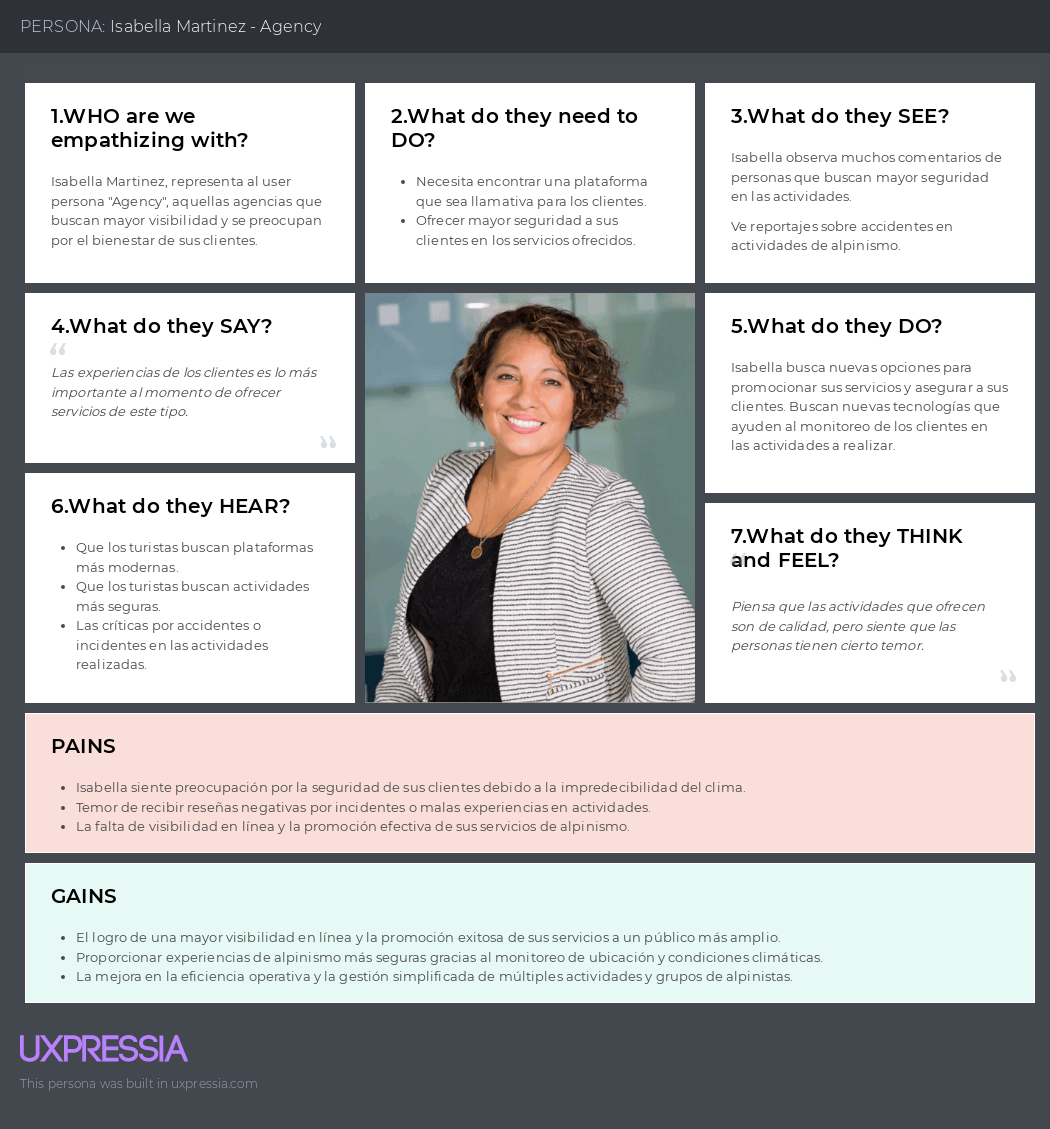 PERSONA: Isabella Martinez - Agency
1.WHO are we
empathizing with?
Isabella Martinez, representa al user
persona "Agency", aquellas agencias que
buscan mayor visibilidad y se preocupan
por el bienestar de sus clientes.
2.What do they need to
DO?
• Necesita encontrar una plataforma
que sea llamativa para los clientes.
• Ofrecer mayor seguridad a sus
clientes en los servicios ofrecidos.
3.What do they SEE?
Isabella observa muchos comentarios de
personas que buscan mayor seguridad
en las actividades.
Ve reportajes sobre accidentes en
actividades de alpinismo.
4.What do they SAY?
“
Las experiencias de los clientes es lo más
importante al momento de ofrecer
servicios de este tipo.
”
5.What do they DO?
Isabella busca nuevas opciones para
promocionar sus servicios y asegurar a sus
clientes. Buscan nuevas tecnologías que
ayuden al monitoreo de los clientes en
las actividades a realizar.
6.What do they HEAR?
• Que los turistas buscan plataformas
más modernas.
• Que los turistas buscan actividades
más seguras.
• Las críticas por accidentes o
incidentes en las actividades
realizadas.
7.What do they THINK
and FEEL?
“
Piensa que las actividades que ofrecen
son de calidad, pero siente que las
personas tienen cierto temor.
”
PAINS
• Isabella siente preocupación por la seguridad de sus clientes debido a la impredecibilidad del clima.
• Temor de recibir reseñas negativas por incidentes o malas experiencias en actividades.
• La falta de visibilidad en línea y la promoción efectiva de sus servicios de alpinismo.
GAINS
• El logro de una mayor visibilidad en línea y la promoción exitosa de sus servicios a un público más amplio.
• Proporcionar experiencias de alpinismo más seguras gracias al monitoreo de ubicación y condiciones climáticas.
• La mejora en la eficiencia operativa y la gestión simplificada de múltiples actividades y grupos de alpinistas.
UXPRESSIA
This persona was built in uxpressia.com